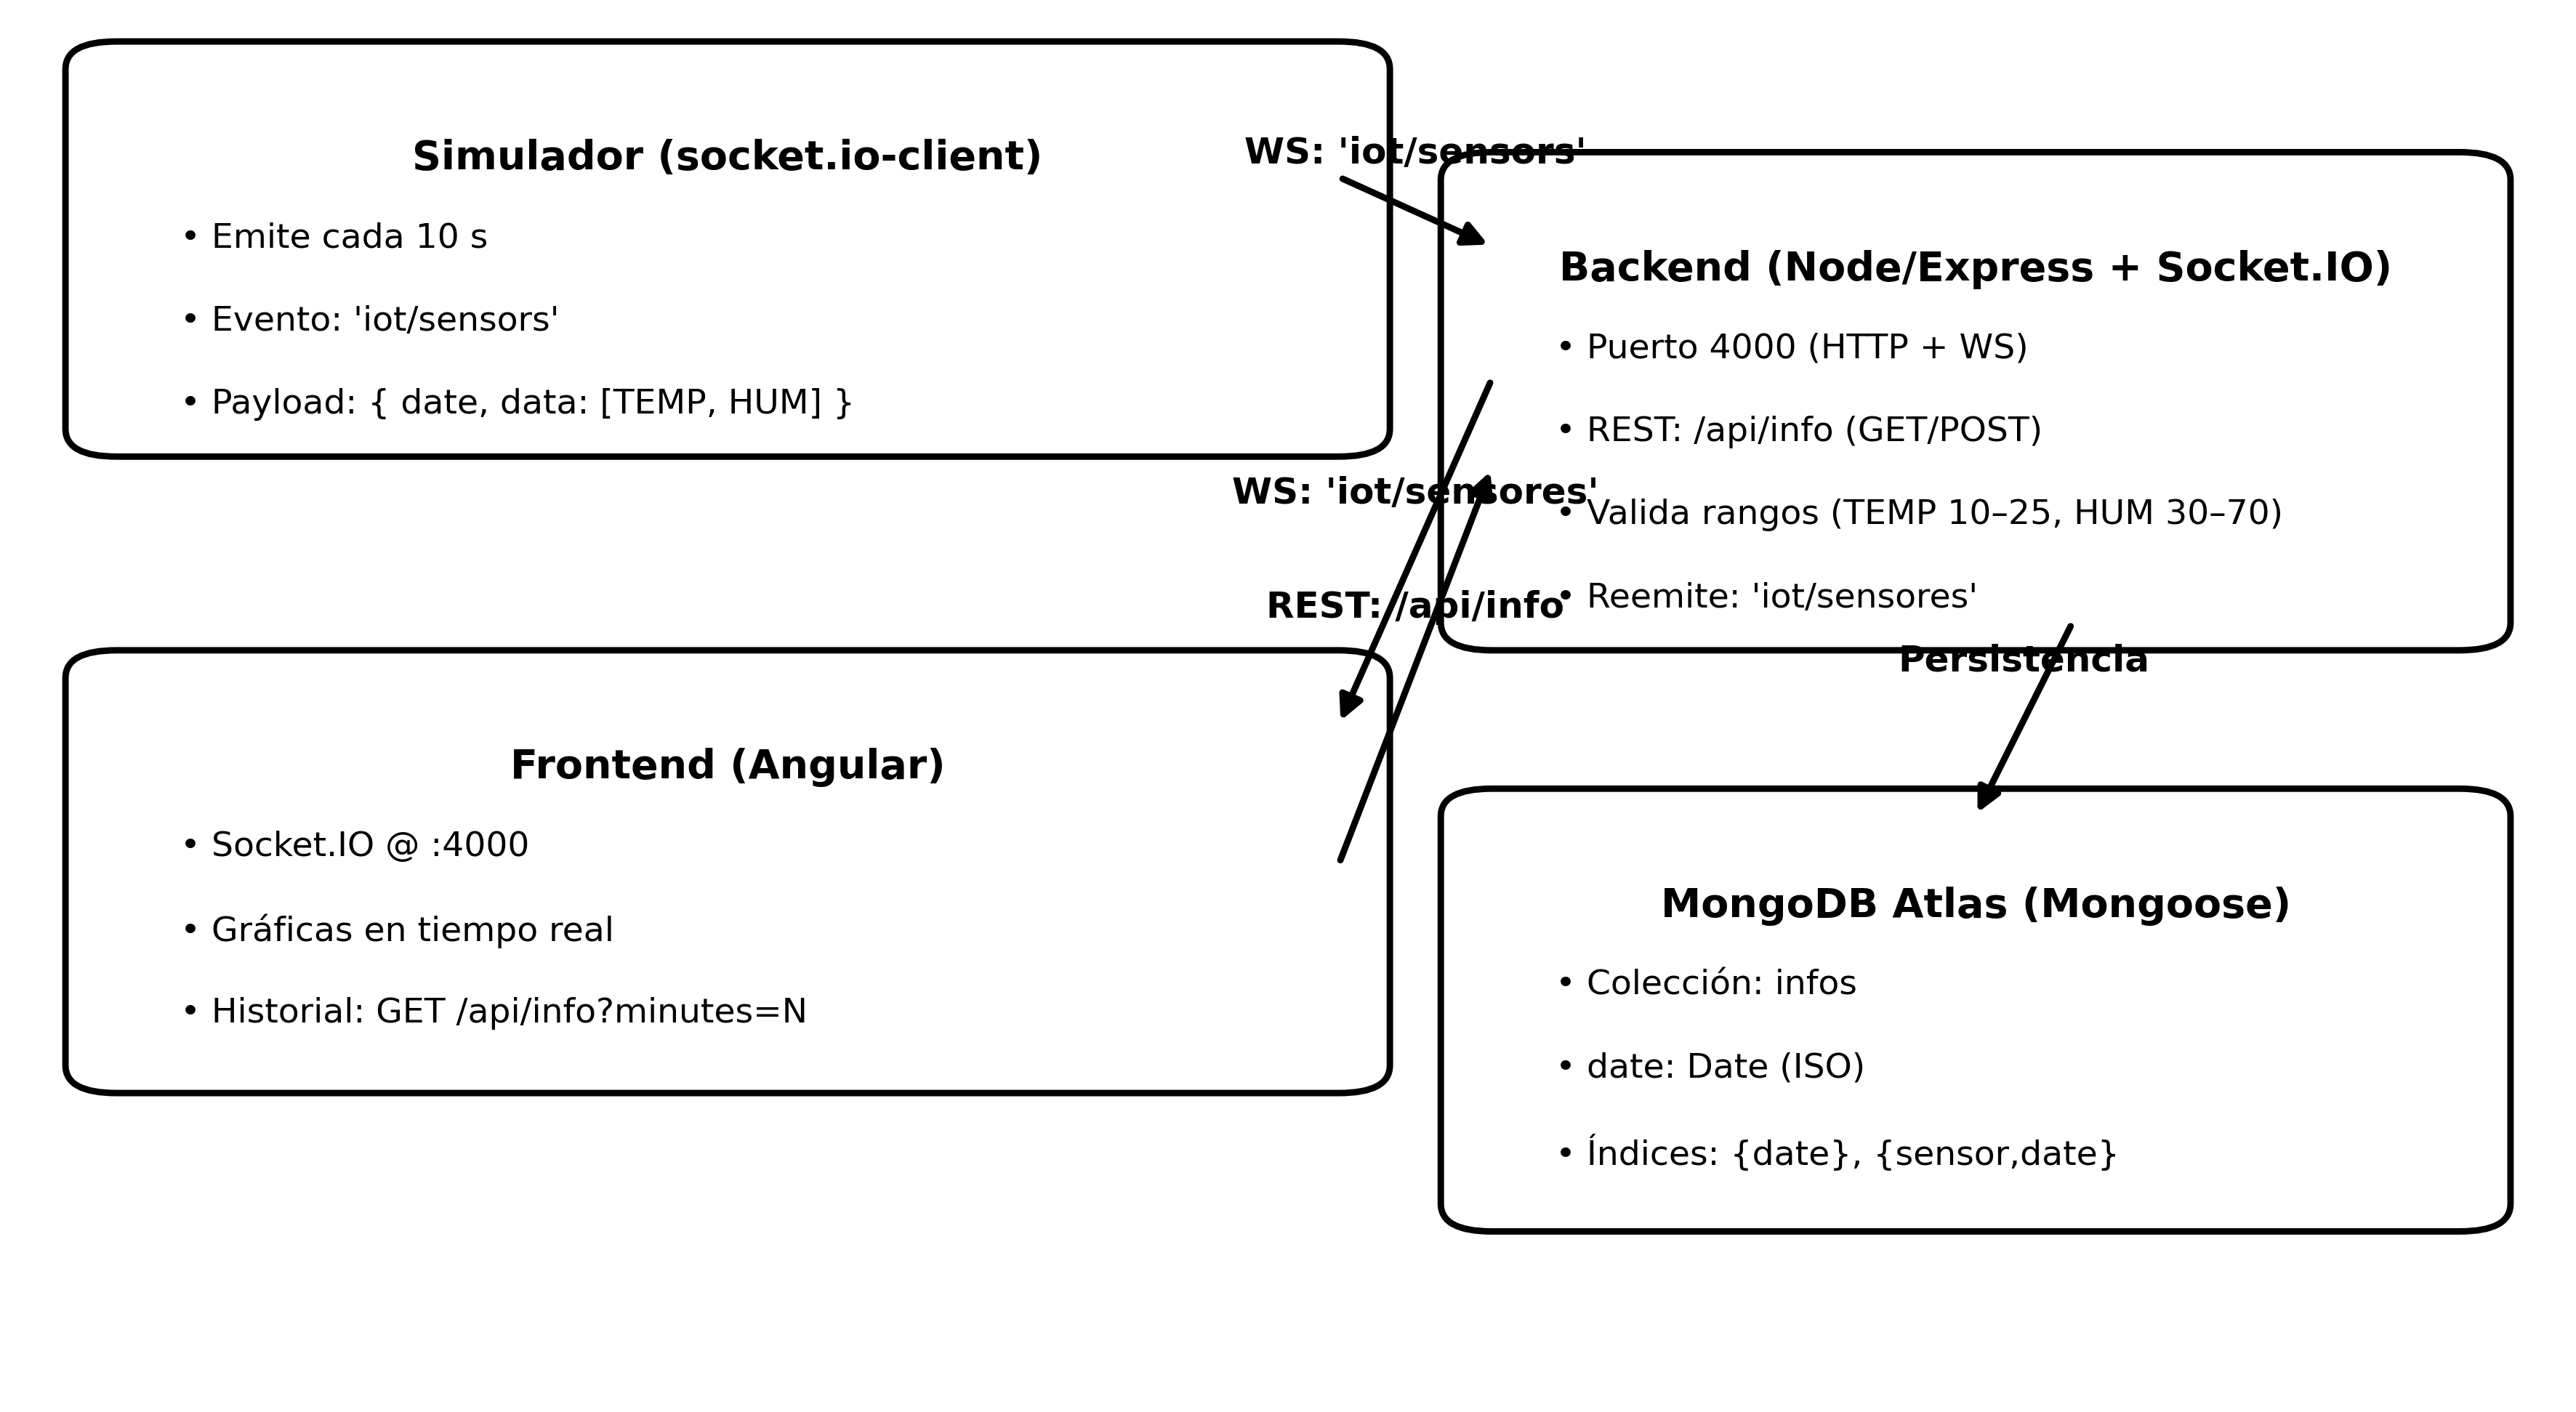 Simulador (socket.io-client)
• Emite cada 10 s
• Evento: 'iot/sensors'
• Payload: { date, data: [TEMP, HUM] }
WS: 'iot/sensors'
Backend (Node/Express + Socket.IO)
• Puerto 4000 (HTTP + WS)
• REST: /api/info (GET/POST)
• Valida rangos (TEMP 10–25, HUM 30–70)
• Reemite: 'iot/sensores'
WS: 'iot/sensores'
REST: /api/info
Persistencia
Frontend (Angular)
• Socket.IO @ :4000
• Gráficas en tiempo real
• Historial: GET /api/info?minutes=N
MongoDB Atlas (Mongoose)
• Colección: infos
• date: Date (ISO)
• Índices: {date}, {sensor,date}